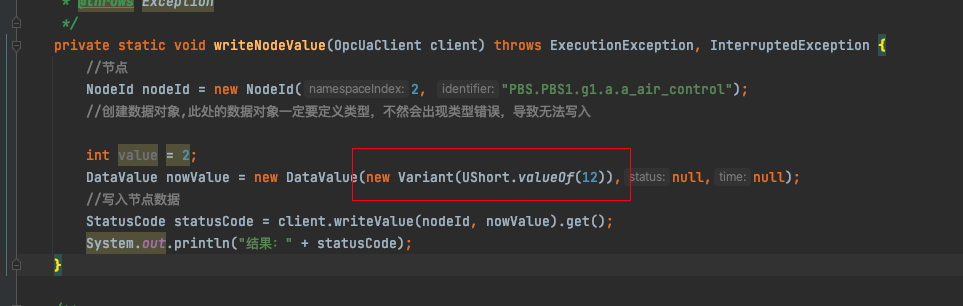 * @throws Exception
*/
private static void writeNodeValue(OpcUaClient client) throws ExecutionException, InterruptedException {
//节点
NodeId nodeId = new NodeId( namespaceIndex: 2, identifier: "PBS.PBS1.g1.a.a_air_control");
//创建数据对象,此处的数据对象一定要定义类型，不然会出现类型错误，导致无法写入
int value = 2;
DataValue nowValue = new DataValue(new Variant(UShort.valueOf(12)), status: null, time: null);
//写入节点数据
StatusCode statusCode = client.writeValue(nodeId, nowValue).get();
System.out.println("结果：" + statusCode);
}